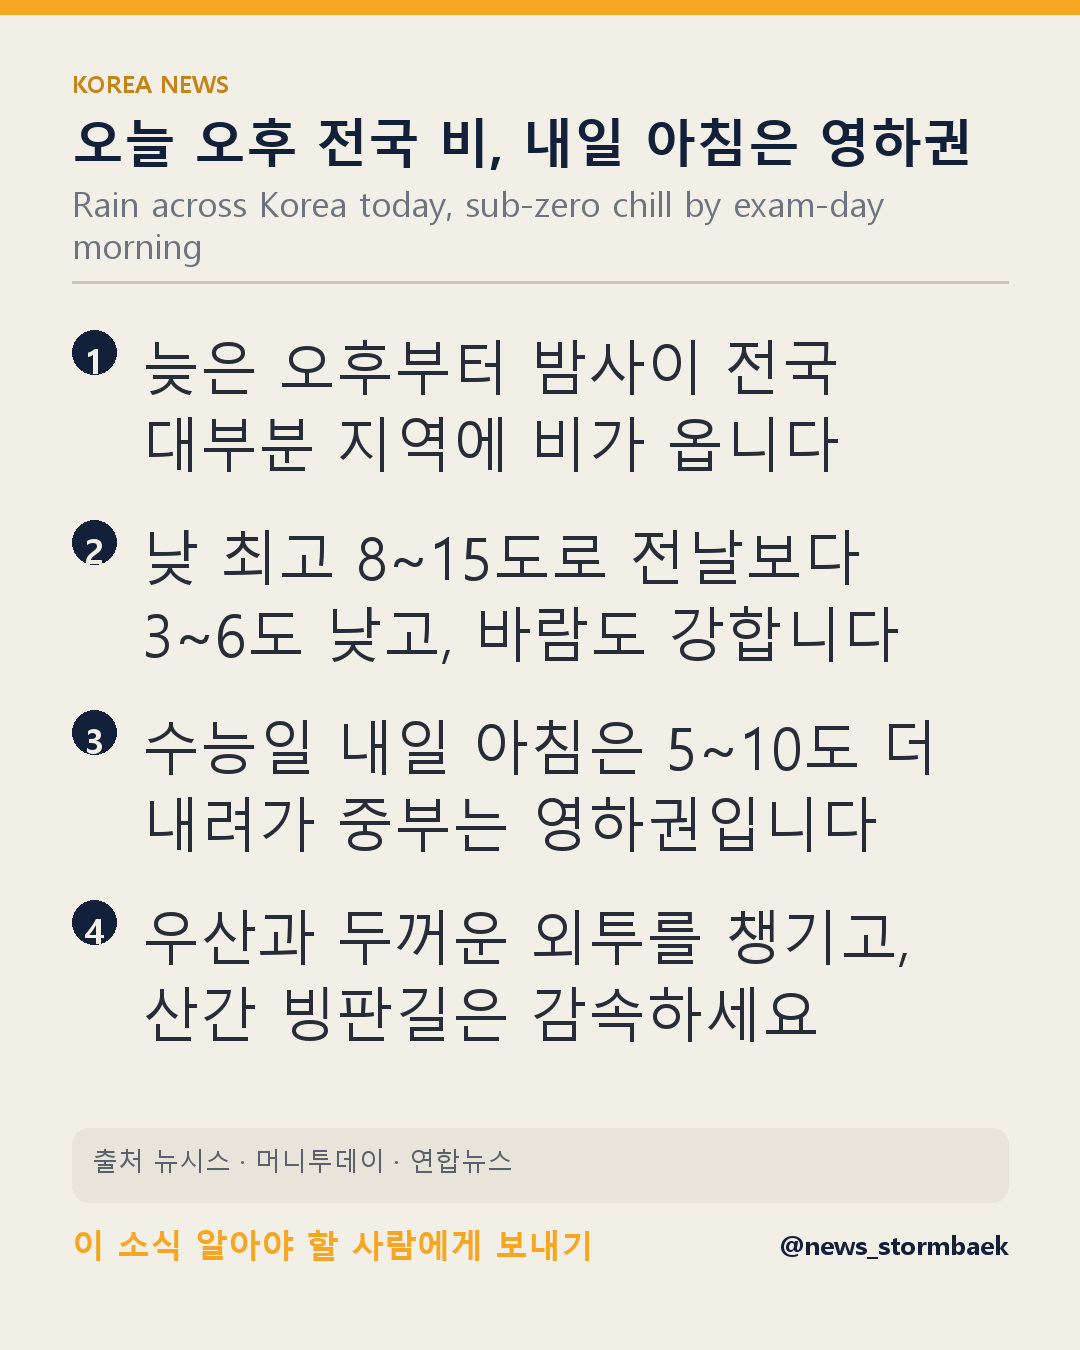 KOREA NEWS
오늘 오후 전국 비, 내일 아침은 영하권
Rain across Korea today, sub-zero chill by exam-day
morning
1 늦은 오후부터 밤사이 전국
대부분 지역에 비가 옵니다
2 낮 최고 8~15도로 전날보다
3~6도 낮고, 바람도 강합니다
3 수능일 내일 아침은 5~10도 더
내려가 중부는 영하권입니다
4 우산과 두꺼운 외투를 챙기고,
산간 빙판길은 감속하세요
출처 뉴시스 · 머니투데이 · 연합뉴스
이 소식 알아야 할 사람에게 보내기
@news_stormbaek